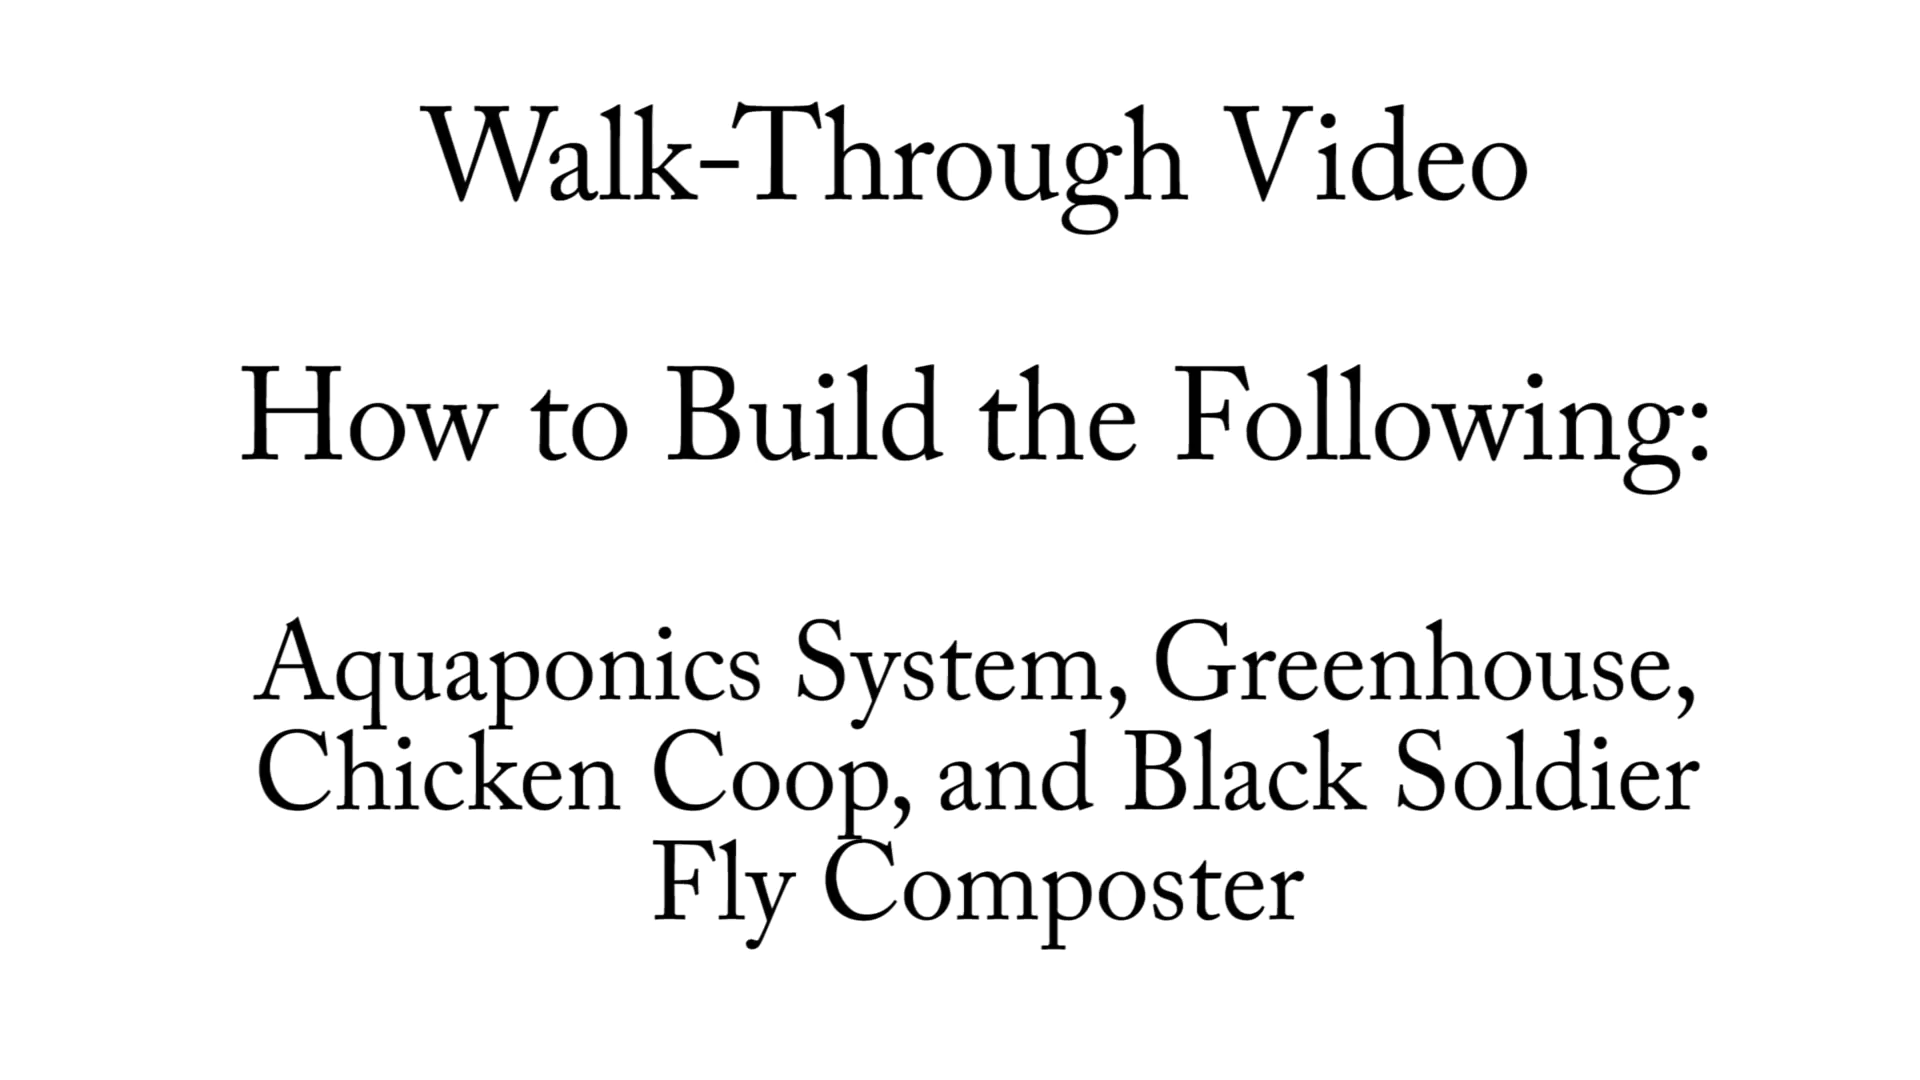 Walk-Through Video
How to Build the Following:
Aquaponics System, Greenhouse,
Chicken Coop, and Black Soldier
Fly Composter